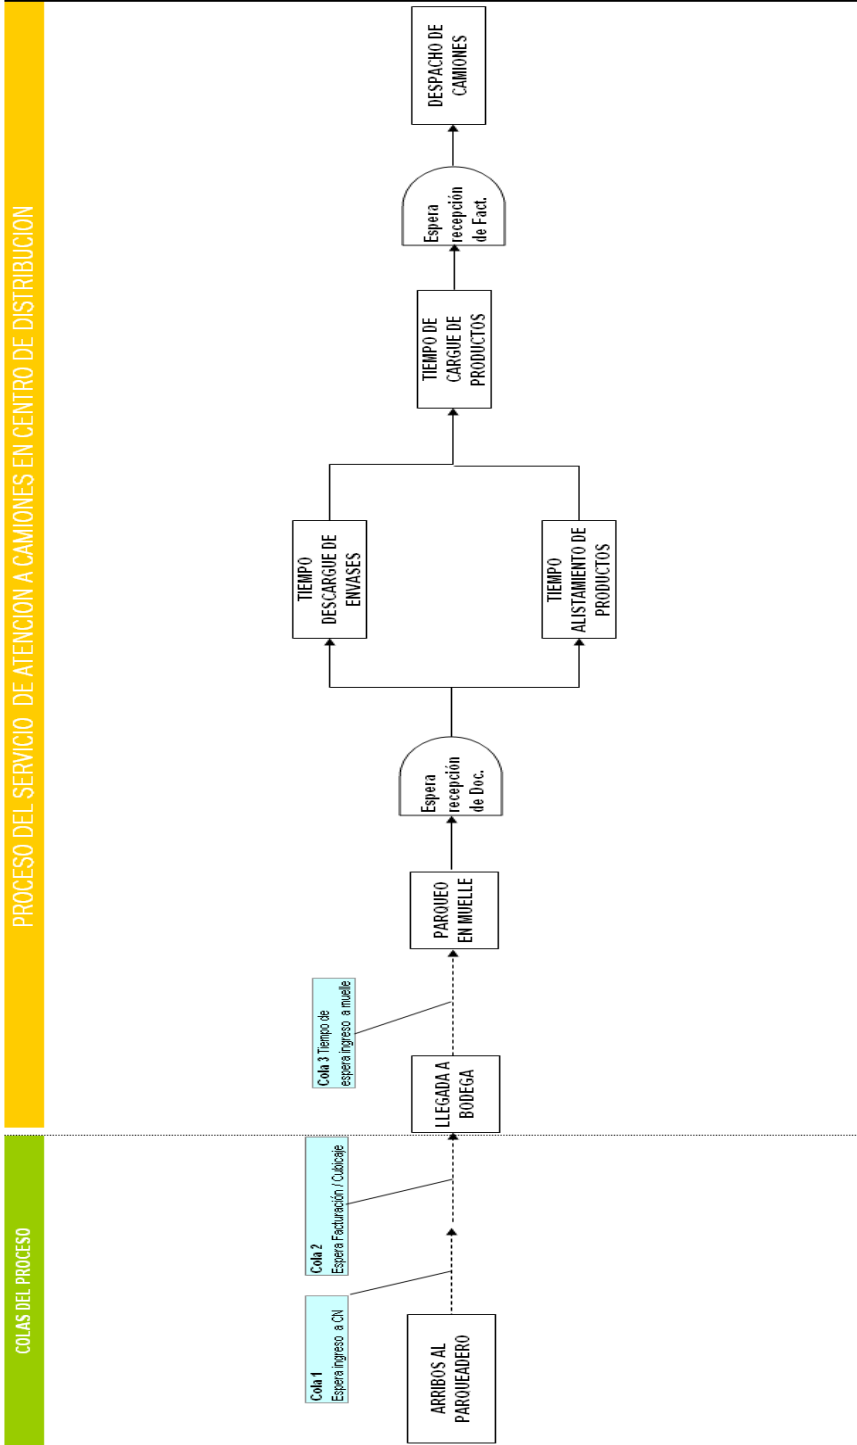 COLAS DEL PROCESO
PROCESO DEL SERVICIO DE ATENCION A CAMIONES EN CENTRO DE DISTRIBUCION
Cola 1
Espera ingreso a CN
Cola 2
Espera Facturación / Cubicaje
Cola 3 Tiempo de
espera ingreso a muelle
ARRIBOS AL
PARQUEADERO
LLEGADA A
BODEGA
PARQUEO
EN MUELLE
Espera
recepción
de Doc.
TIEMPO
DESCARGUE DE
ENVASES
TIEMPO
ALISTAMIENTO DE
PRODUCTOS
TIEMPO DE
CARGUE DE
PRODUCTOS
Espera
recepción
de Fact.
DESPACHO DE
CAMIONES